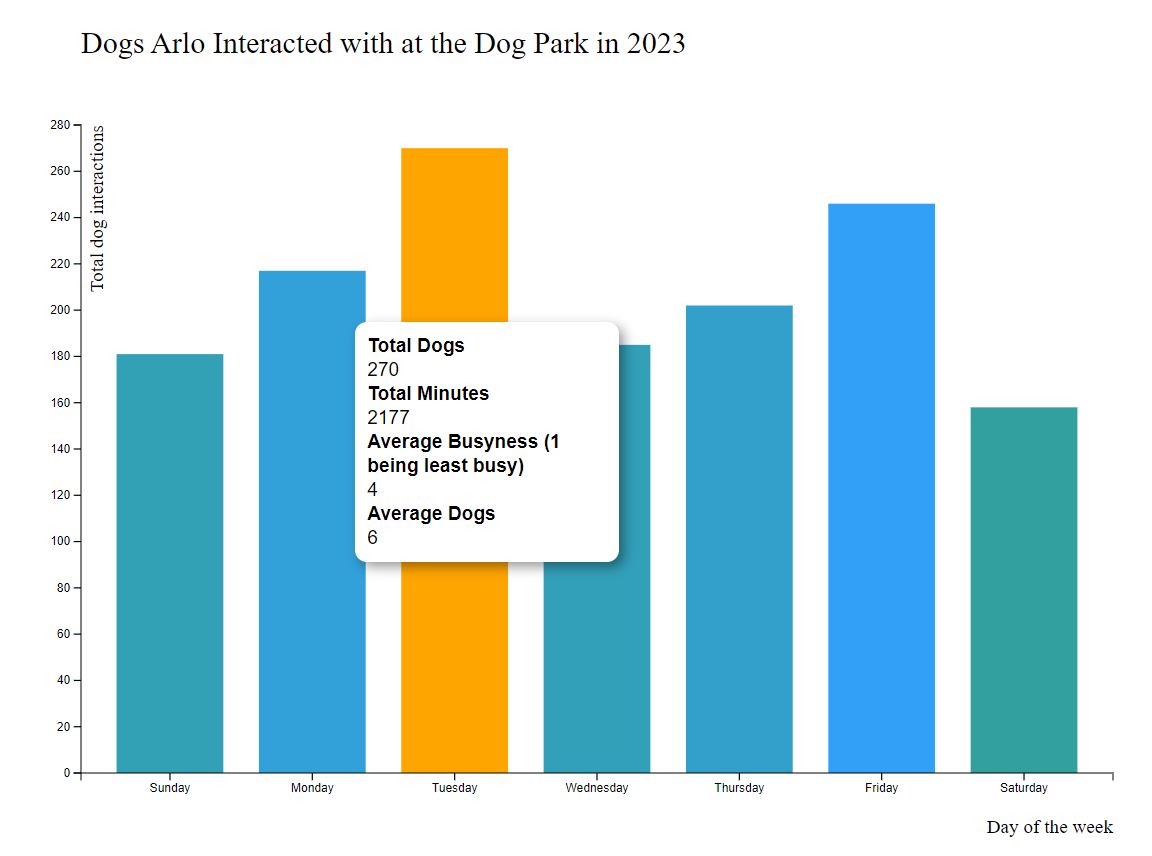 Dogs Arlo Interacted with at the Dog Park in 2023
Total dog interactions
280
260
240
220
200
180
160
140
120
100
80
60
40
20
0
Total Dogs
270
Total Minutes
2177
Average Busyness (1
being least busy)
4
Average Dogs
6
Sunday Monday Tuesday Wednesday Thursday Friday Saturday
Day of the week